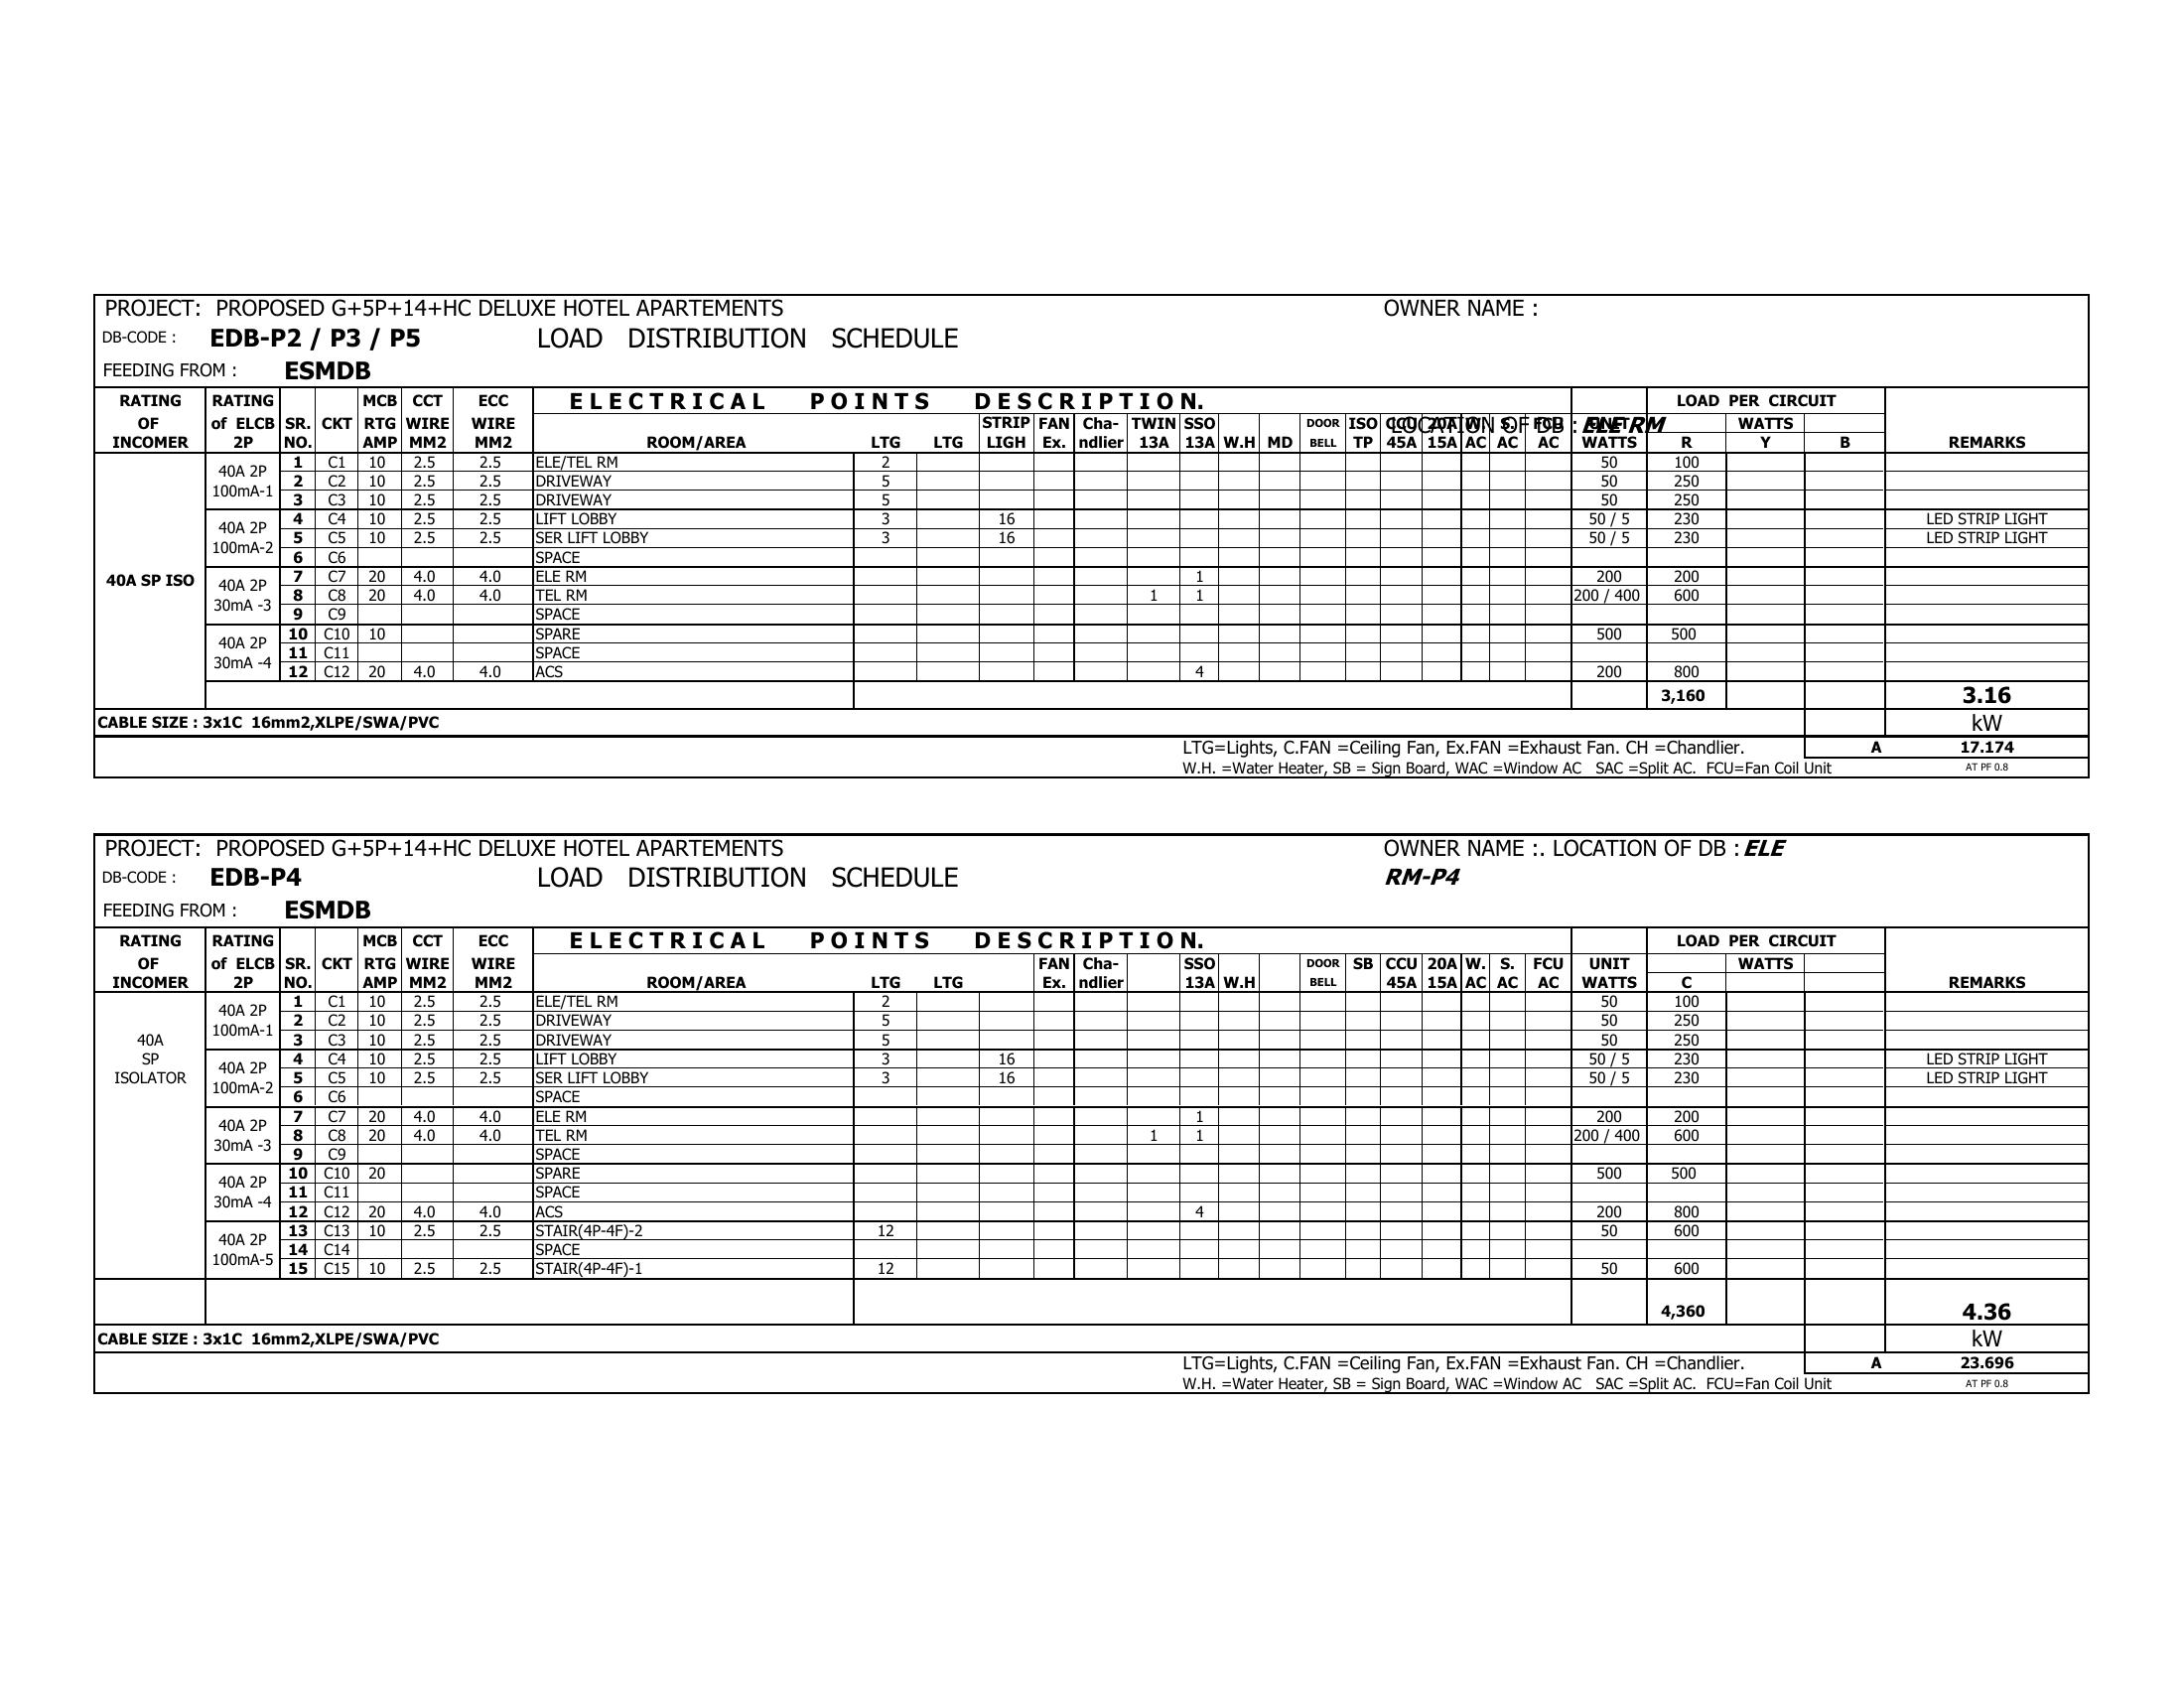 PROJECT: PROPOSED G+5P+14+HC DELUXE HOTEL APARTEMENTS OWNER NAME :
DB-CODE : EDB-P2 / P3 / P5 LOAD DISTRIBUTION SCHEDULE
FEEDING FROM : ESMDB
RATING RATING MCB CCT ECC ELECTRICAL POINTS DESCRIPTION. LOAD PER CIRCUIT
OF of ELCB SR. CKT RTG WIRE WIRE STRIP FAN Cha- TWIN SSO DOOR ISO CCU 20A W. S. FCU UNIT WATTS
LOCATION OF DB : ELE RM
INCOMER 2P NO. AMP MM2 MM2 ROOM/AREA LTG LTG LIGH Ex. ndlier 13A 13A W.H MD BELL TP 45A 15A AC AC AC WATTS R Y B REMARKS
40A SP ISO
40A 2P
100mA-1
1 C1 10 2.5 2.5 ELE/TEL RM 2 50 100
2 C2 10 2.5 2.5 DRIVEWAY 5 50 250
3 C3 10 2.5 2.5 DRIVEWAY 5 50 250
40A 2P
100mA-2
4 C4 10 2.5 2.5 LIFT LOBBY 3 16 50 / 5 230 LED STRIP LIGHT
5 C5 10 2.5 2.5 SER LIFT LOBBY 3 16 50 / 5 230 LED STRIP LIGHT
6 C6 SPACE
40A 2P
30mA -3
7 C7 20 4.0 4.0 ELE RM 1 200 200
8 C8 20 4.0 4.0 TEL RM 1 1 200 / 400 600
9 C9 SPACE
40A 2P
30mA -4
10 C10 10 SPARE 500 500
11 C11 SPACE
12 C12 20 4.0 4.0 ACS 4 200 800
3,160 3.16
CABLE SIZE : 3x1C 16mm2,XLPE/SWA/PVC kW
LTG=Lights, C.FAN =Ceiling Fan, Ex.FAN =Exhaust Fan. CH =Chandlier. A 17.174
W.H. =Water Heater, SB = Sign Board, WAC =Window AC SAC =Split AC. FCU=Fan Coil Unit AT PF 0.8
PROJECT: PROPOSED G+5P+14+HC DELUXE HOTEL APARTEMENTS OWNER NAME :. LOCATION OF DB : ELE
DB-CODE : EDB-P4 LOAD DISTRIBUTION SCHEDULE RM-P4
FEEDING FROM : ESMDB
RATING RATING MCB CCT ECC ELECTRICAL POINTS DESCRIPTION. LOAD PER CIRCUIT
OF of ELCB SR. CKT RTG WIRE WIRE FAN Cha- SSO DOOR SB CCU 20A W. S. FCU UNIT WATTS
INCOMER 2P NO. AMP MM2 MM2 ROOM/AREA LTG LTG Ex. ndlier 13A W.H BELL 45A 15A AC AC AC WATTS C REMARKS
40A
SP
ISOLATOR
40A 2P
100mA-1
1 C1 10 2.5 2.5 ELE/TEL RM 2 50 100
2 C2 10 2.5 2.5 DRIVEWAY 5 50 250
3 C3 10 2.5 2.5 DRIVEWAY 5 50 250
40A 2P
100mA-2
4 C4 10 2.5 2.5 LIFT LOBBY 3 16 50 / 5 230 LED STRIP LIGHT
5 C5 10 2.5 2.5 SER LIFT LOBBY 3 16 50 / 5 230 LED STRIP LIGHT
6 C6 SPACE
40A 2P
30mA -3
7 C7 20 4.0 4.0 ELE RM 1 200 200
8 C8 20 4.0 4.0 TEL RM 1 1 200 / 400 600
9 C9 SPACE
40A 2P
30mA -4
10 C10 20 SPARE 500 500
11 C11 SPACE
12 C12 20 4.0 4.0 ACS 4 200 800
40A 2P
100mA-5
13 C13 10 2.5 2.5 STAIR(4P-4F)-2 12 50 600
14 C14 SPACE
15 C15 10 2.5 2.5 STAIR(4P-4F)-1 12 50 600
4,360 4.36
CABLE SIZE : 3x1C 16mm2,XLPE/SWA/PVC kW
LTG=Lights, C.FAN =Ceiling Fan, Ex.FAN =Exhaust Fan. CH =Chandlier. A 23.696
W.H. =Water Heater, SB = Sign Board, WAC =Window AC SAC =Split AC. FCU=Fan Coil Unit AT PF 0.8